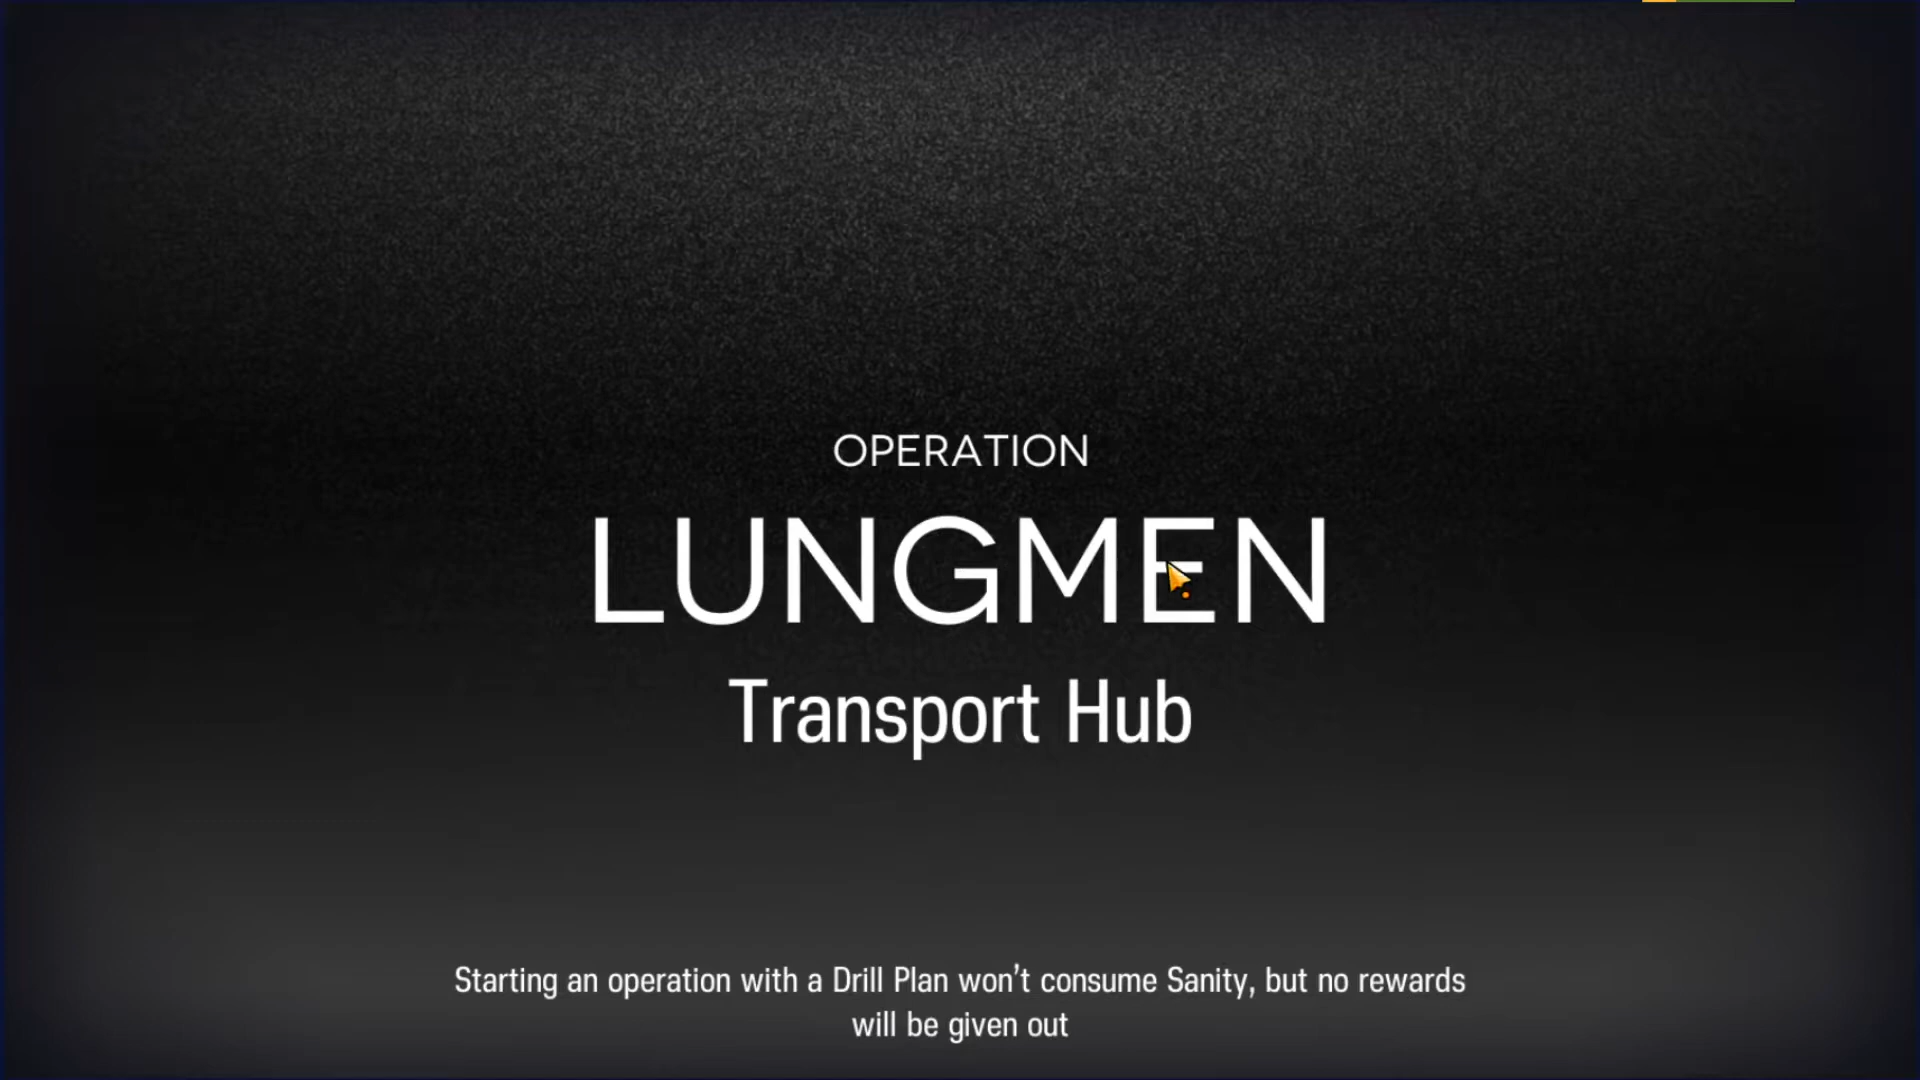 OPERATION
LUNGMEN
Transport Hub
Starting an operation with a Drill Plan won't consume Sanity, but no rewards
will be given out